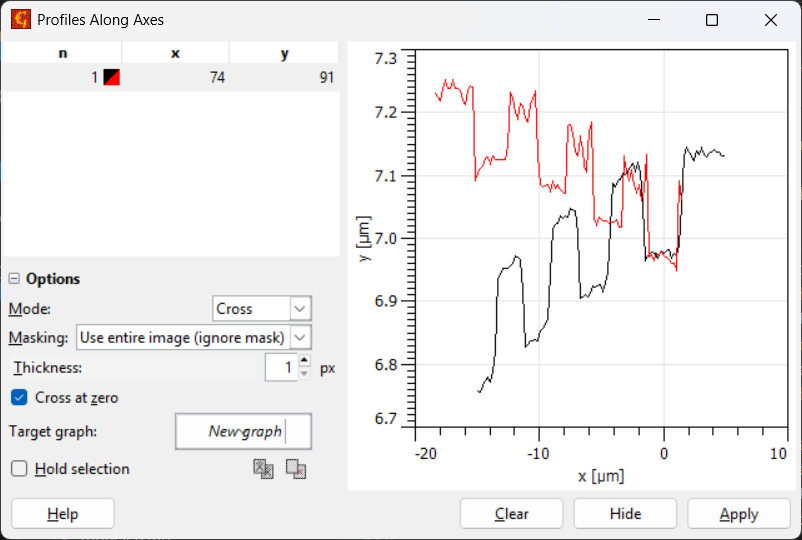 Profiles Along Axes
n x y
1 74 91
Options
Mode: Cross
Masking: Use entire image (ignore mask)
Thickness: 1 px
Cross at zero
Target graph: New graph
Hold selection
7.3
7.2
7.1
7.0
6.9
6.8
6.7
y [µm]
-20 -10 0 10
x [µm]
Help Clear Hide Apply